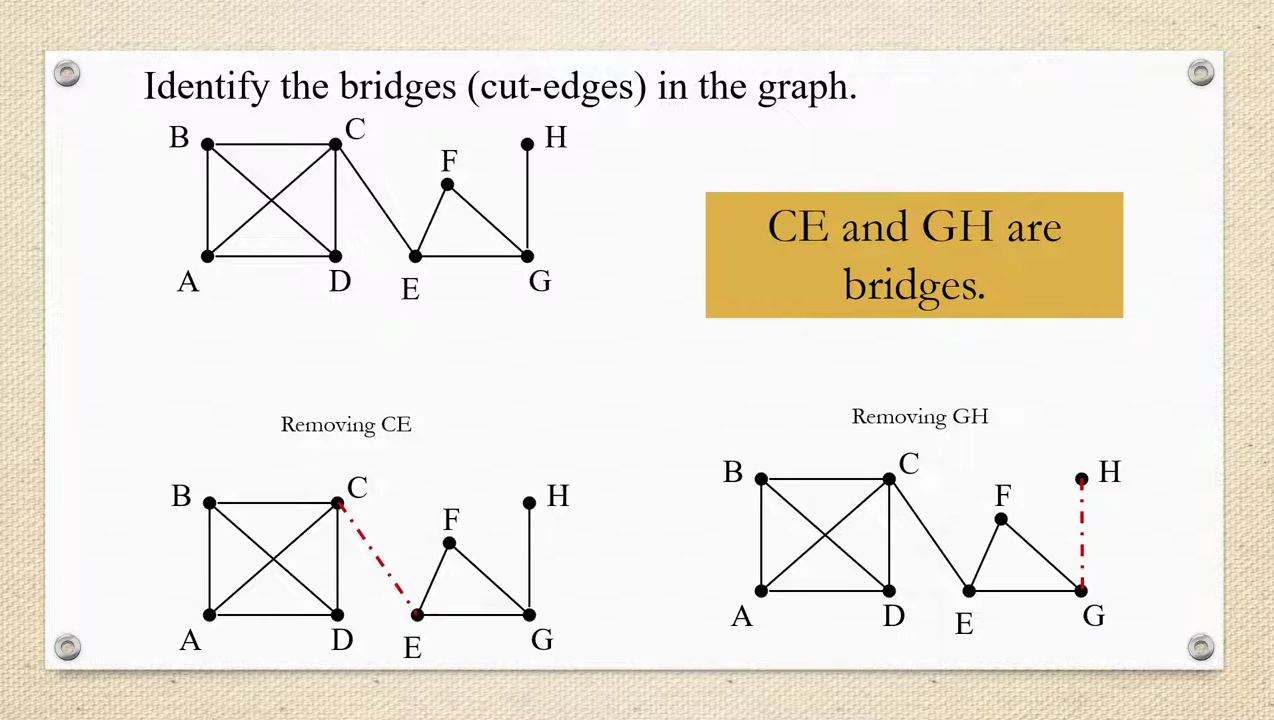 Identify the bridges (cut-edges) in the graph.
B C F H
A D E G
CE and GH are
bridges.
Removing CE
B C F H
A D E G
Removing GH
B C F H
A D E G